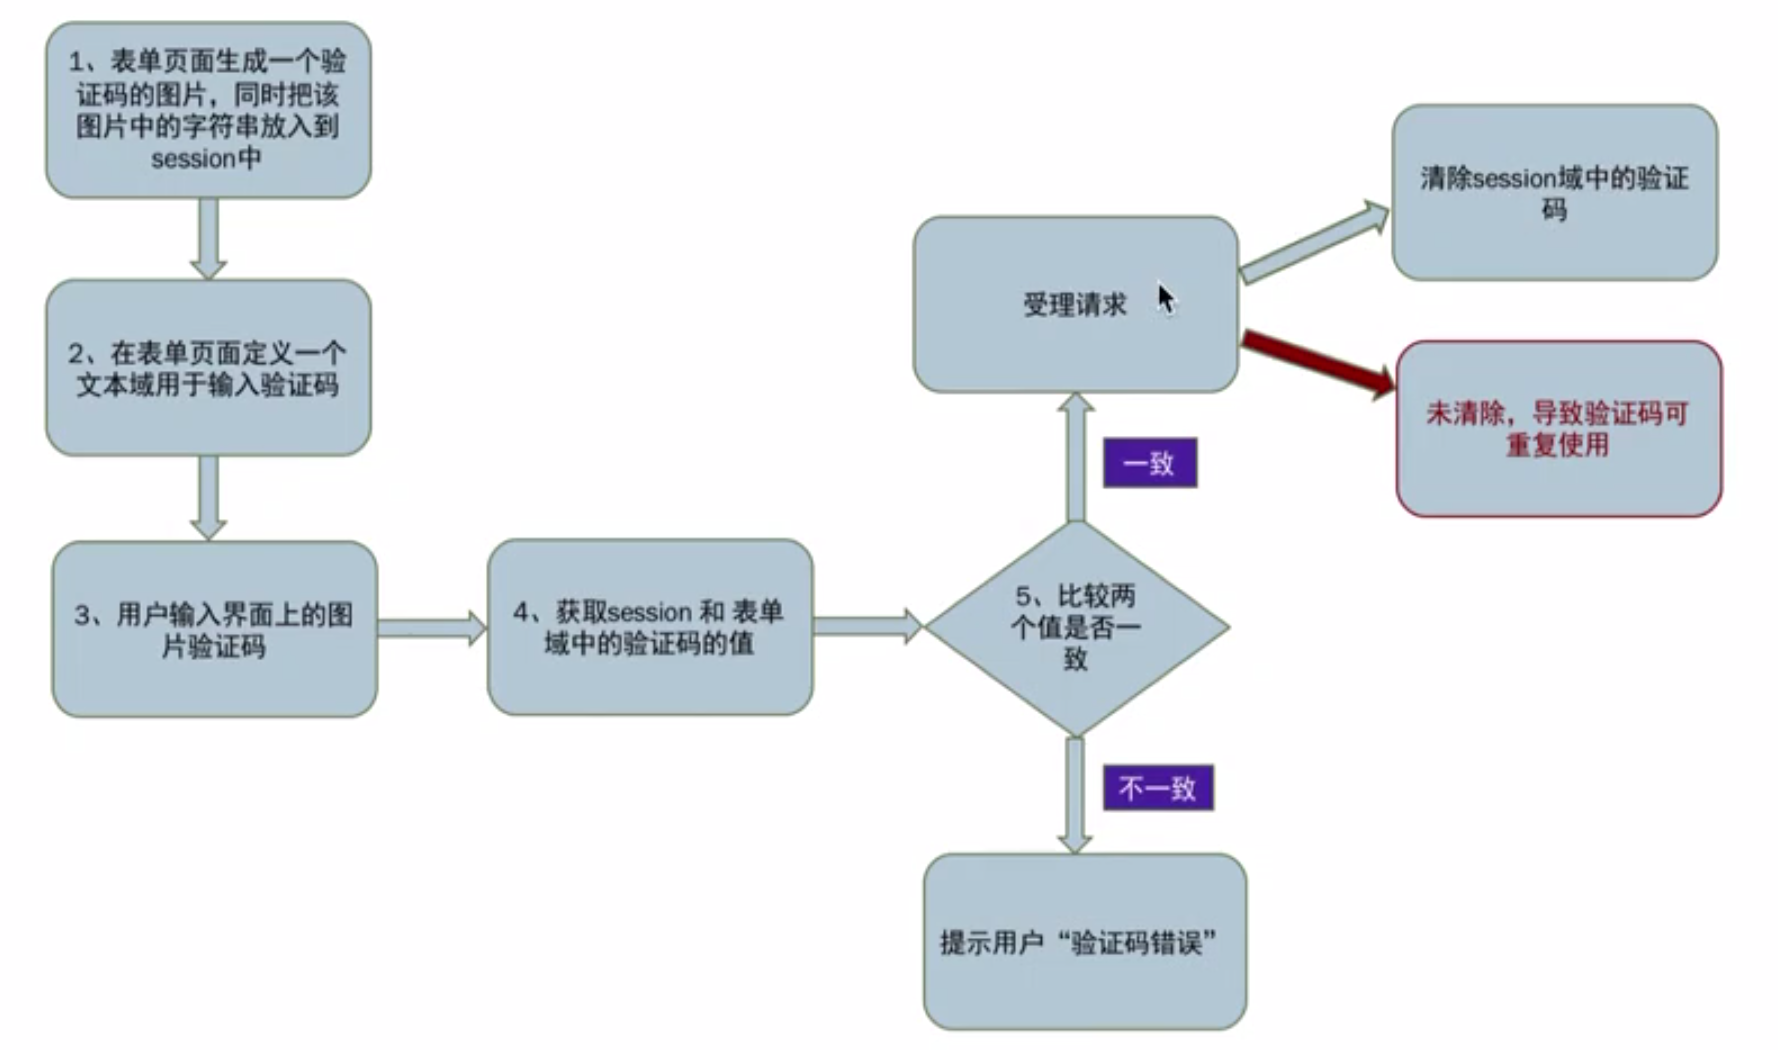 1、表单页面生成一个验
证码的图片，同时把该
图片中的字符串放入到
session中
2、在表单页面定义一个
文本域用于输入验证码
3、用户输入界面上的图
片验证码
4、获取session 和 表单
域中的验证码的值
5、比较两
个值是否一
致
一致
受理请求
清除session域中的验证
码
未清除，导致验证码可
重复使用
不一致
提示用户“验证码错误”